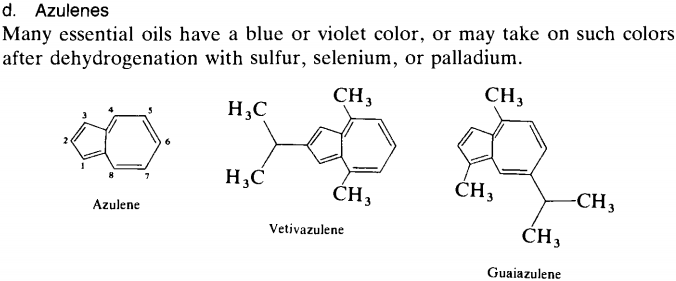 d. Azulenes
Many essential oils have a blue or violet color, or may take on such colors
after dehydrogenation with sulfur, selenium, or palladium.
3 4 5
2 6
1 8 7
Azulene
H3C CH3
H3C CH3
Vetivazulene
CH3
CH3 CH3
CH3
Guaiazulene